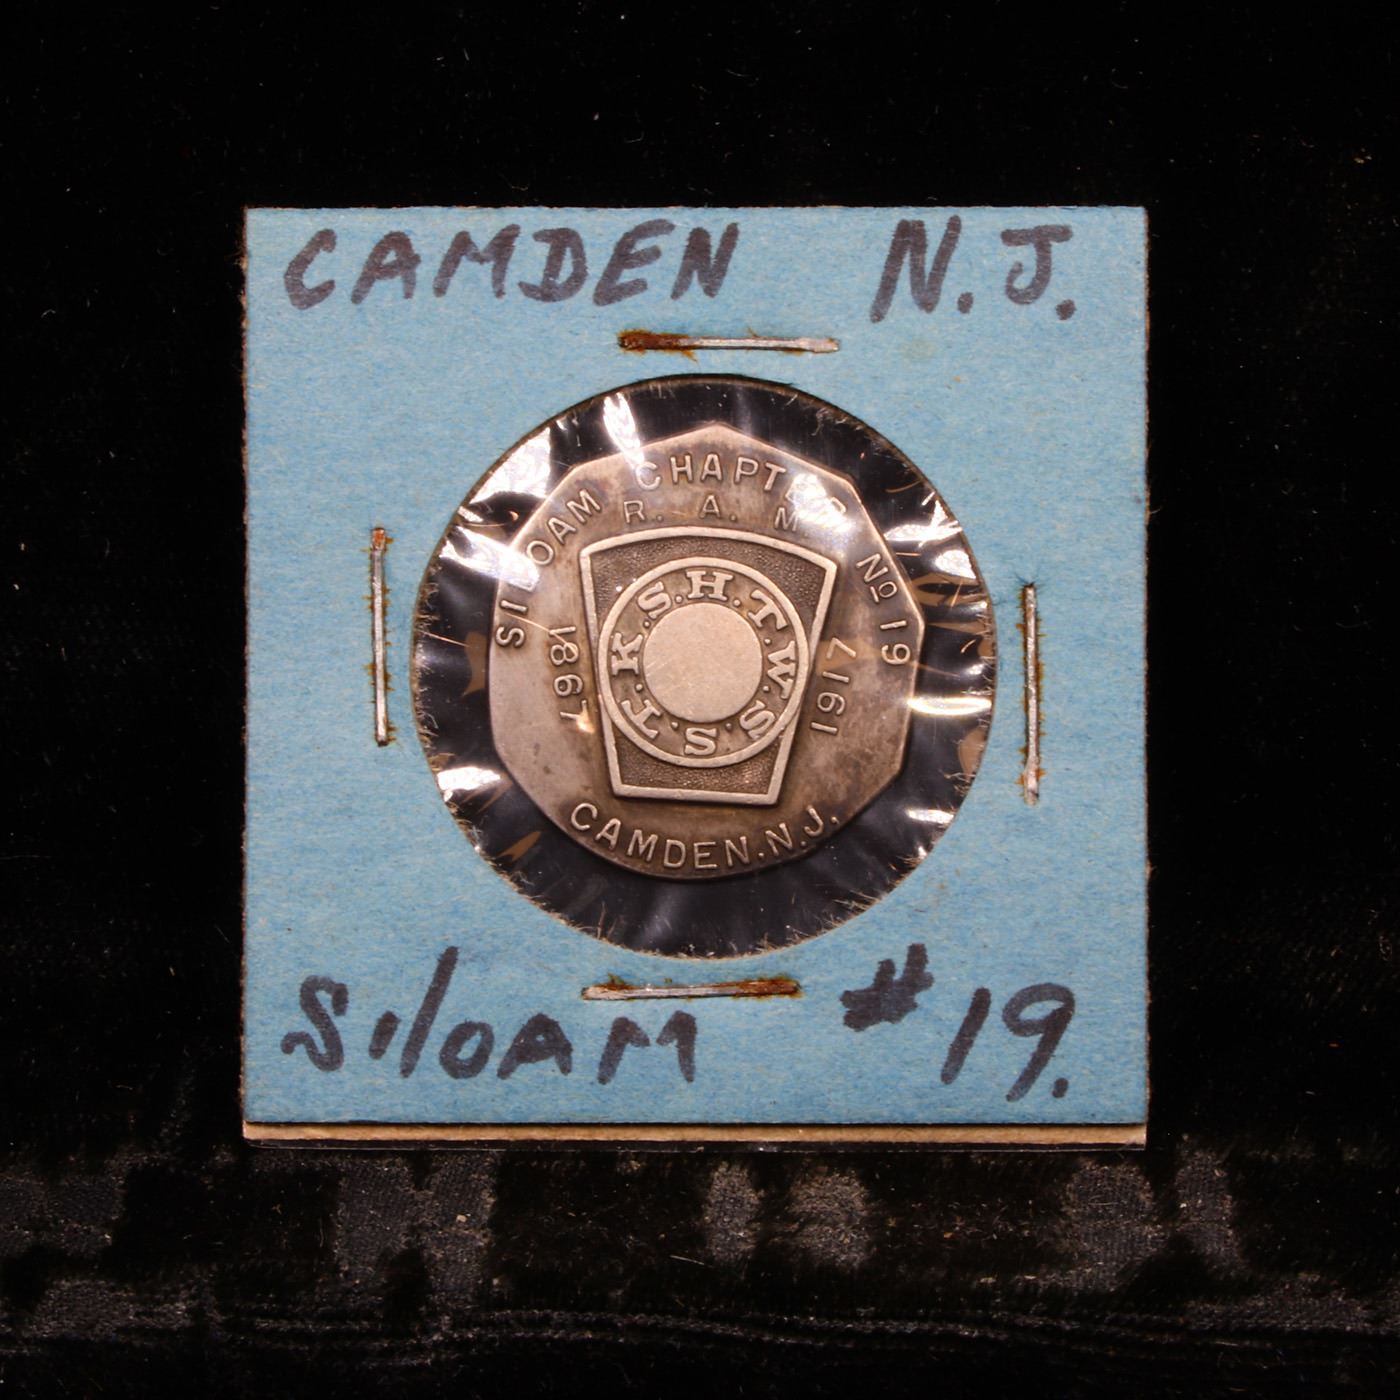 CAMDEN N.J.
SILOAM CHAPTER No 19
R. A. M.
1867
H.T.W.S.S.T.K.S.
1917
CAMDEN.N.J.
SiloAM #19.